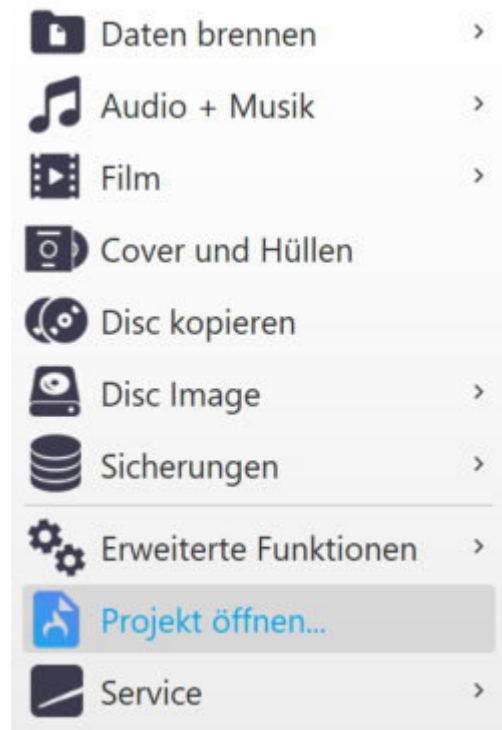 Daten brennen
Audio + Musik
Film
Cover und Hüllen
Disc kopieren
Disc Image
Sicherungen
Erweiterte Funktionen
Projekt öffnen...
Service